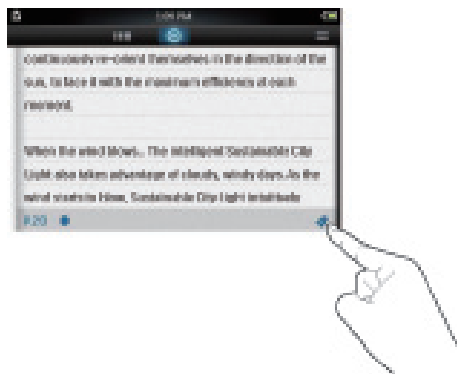 continuously re-orient themselves in the direction of the
sun, to face it with the maximum efficiency at each
moment.
When the wind blows... The intelligent Sustainable City
Light also takes advantage of cloudy, windy days. As the
wind starts to blow, Sustainable City Light intuitively